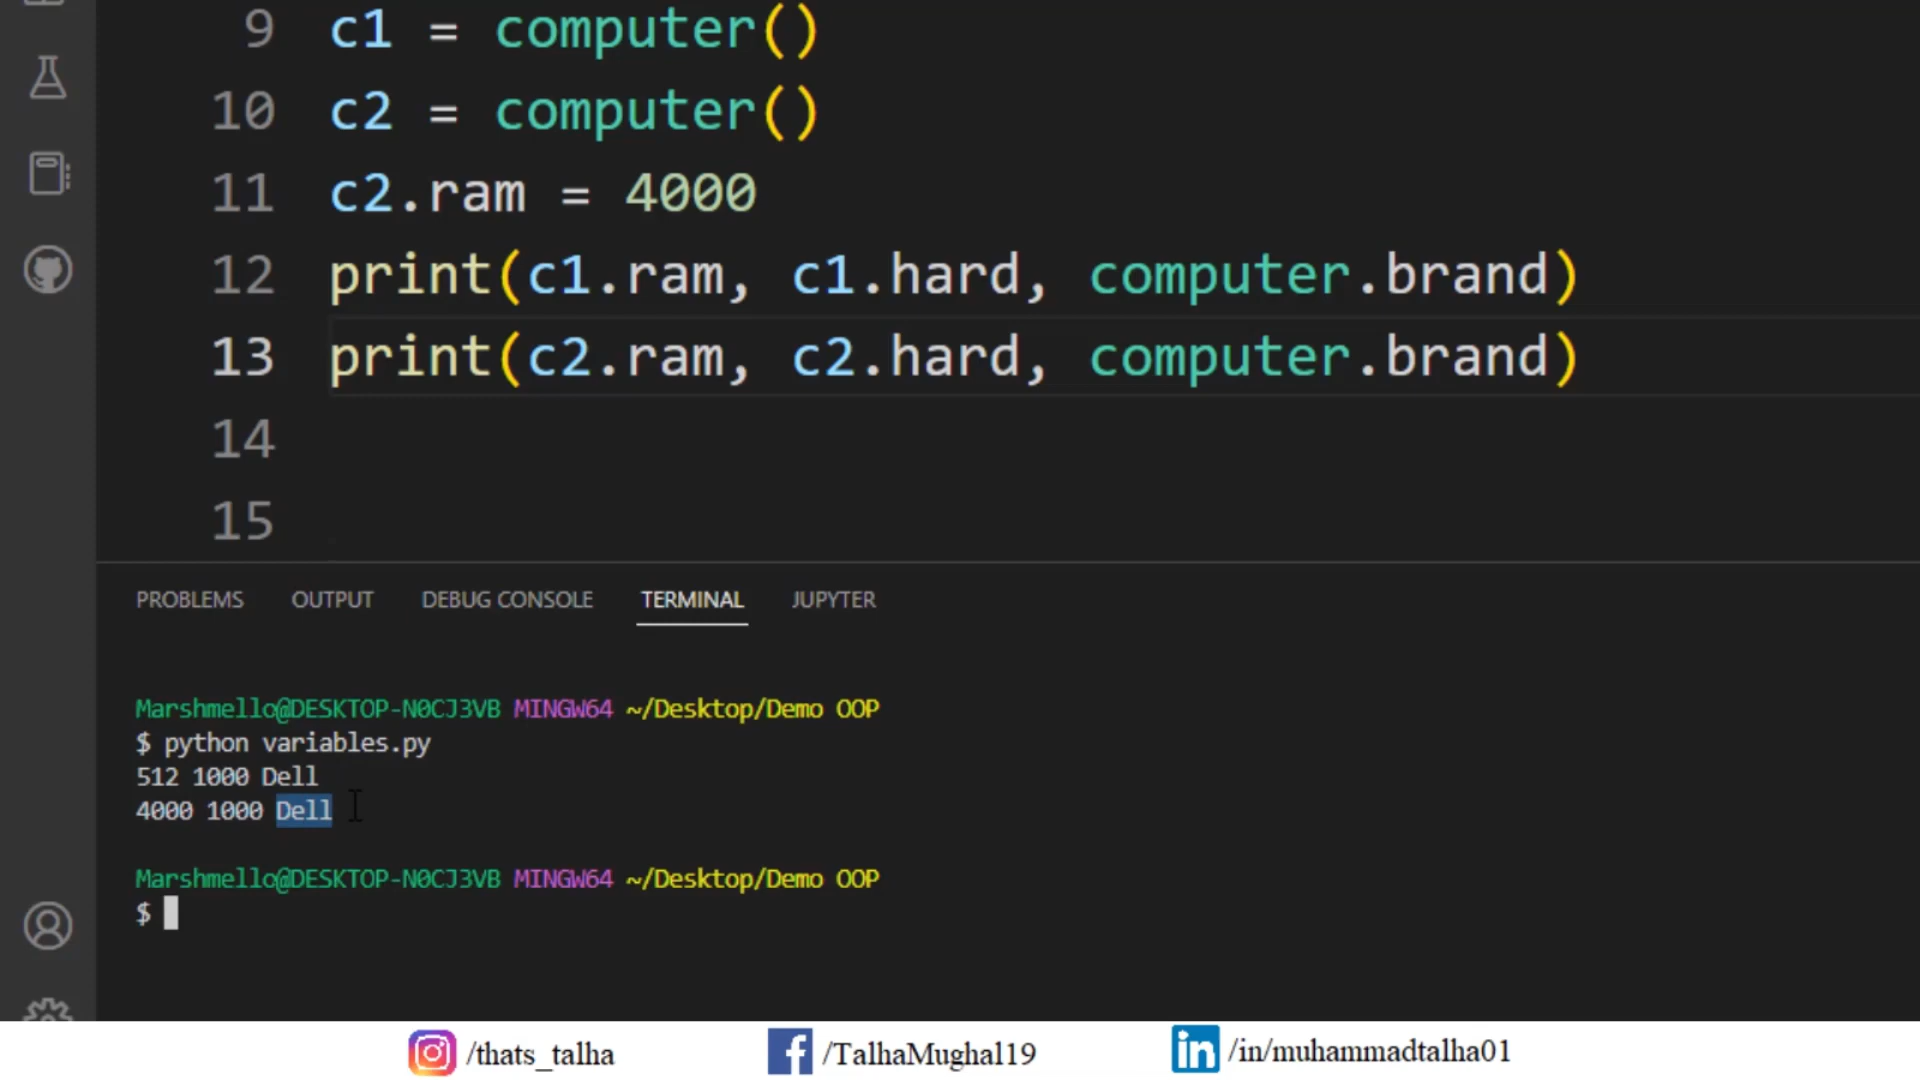 9 c1 = computer()
10 c2 = computer()
11 c2.ram = 4000
12 print(c1.ram, c1.hard, computer.brand)
13 print(c2.ram, c2.hard, computer.brand)
14
15
PROBLEMS OUTPUT DEBUG CONSOLE TERMINAL JUPYTER
Marshmello@DESKTOP-N0CJ3VB MINGW64 ~/Desktop/Demo OOP
$ python variables.py
512 1000 Dell
4000 1000 Dell
Marshmello@DESKTOP-N0CJ3VB MINGW64 ~/Desktop/Demo OOP
$
/thats_talha /TalhaMughal19 /in/muhammadtalha01